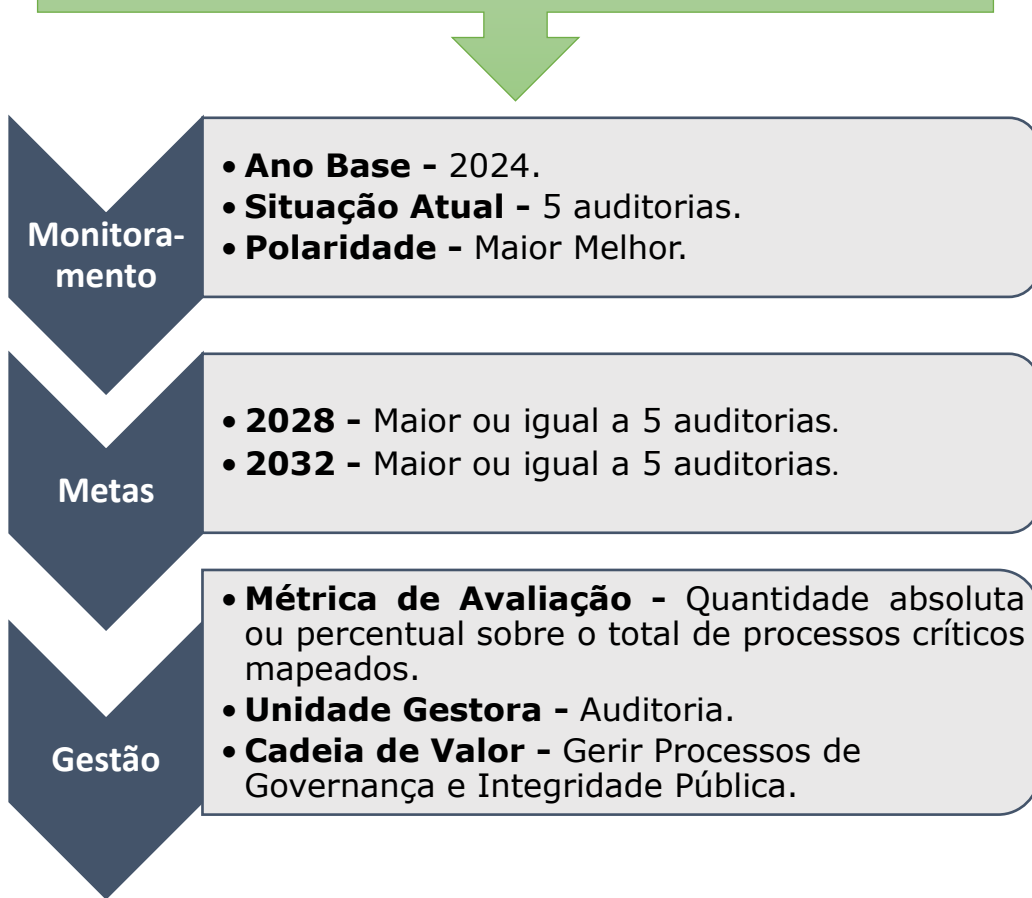 Monitora-
mento
• Ano Base - 2024.
• Situação Atual - 5 auditorias.
• Polaridade - Maior Melhor.
Metas
• 2028 - Maior ou igual a 5 auditorias.
• 2032 - Maior ou igual a 5 auditorias.
Gestão
• Métrica de Avaliação - Quantidade absoluta
ou percentual sobre o total de processos críticos
mapeados.
• Unidade Gestora - Auditoria.
• Cadeia de Valor - Gerir Processos de
Governança e Integridade Pública.